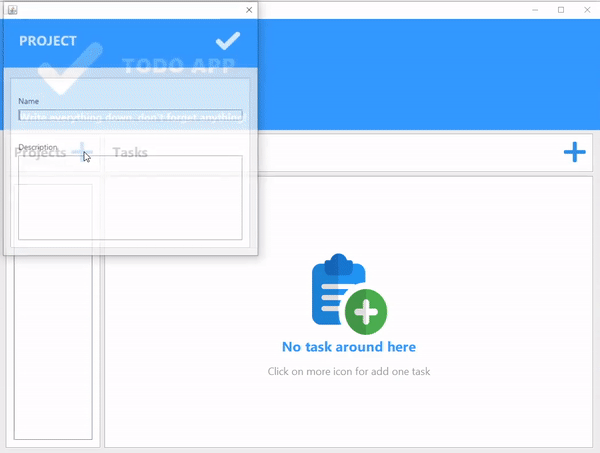 PROJECT
TODO APP
Name
Write everything down, don't forget anything
Description
Projects
Tasks
No task around here
Click on more icon for add one task